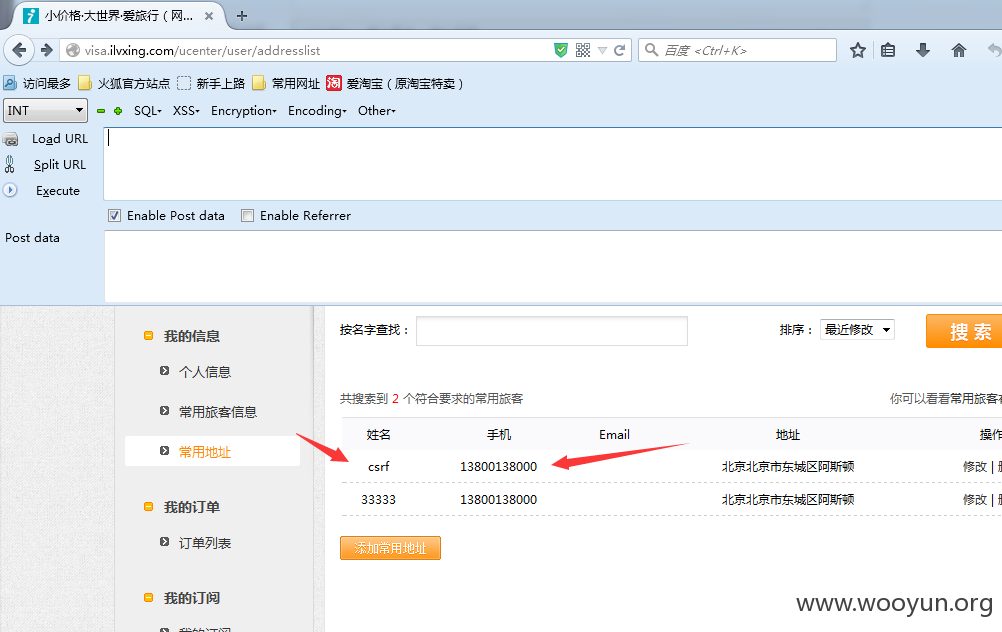 小价格·大世界·爱旅行（网...
visa.ilvxing.com/ucenter/user/addresslist
百度 <Ctrl+K>
访问最多 火狐官方站点 新手上路 常用网址 淘 爱淘宝（原淘宝特卖）
INT SQL XSS Encryption Encoding Other
Load URL
Split URL
Execute
Enable Post data Enable Referrer
Post data
我的信息
个人信息
常用旅客信息
常用地址
我的订单
订单列表
我的订阅
我的订阅
按名字查找： 排序： 最近修改 搜 索
共搜索到 2 个符合要求的常用旅客 你可以看看常用旅客
姓名 手机 Email 地址 操作
csrf 13800138000 北京北京市东城区阿斯顿 修改 |
33333 13800138000 北京北京市东城区阿斯顿 修改 |
添加常用地址
www.wooyun.org